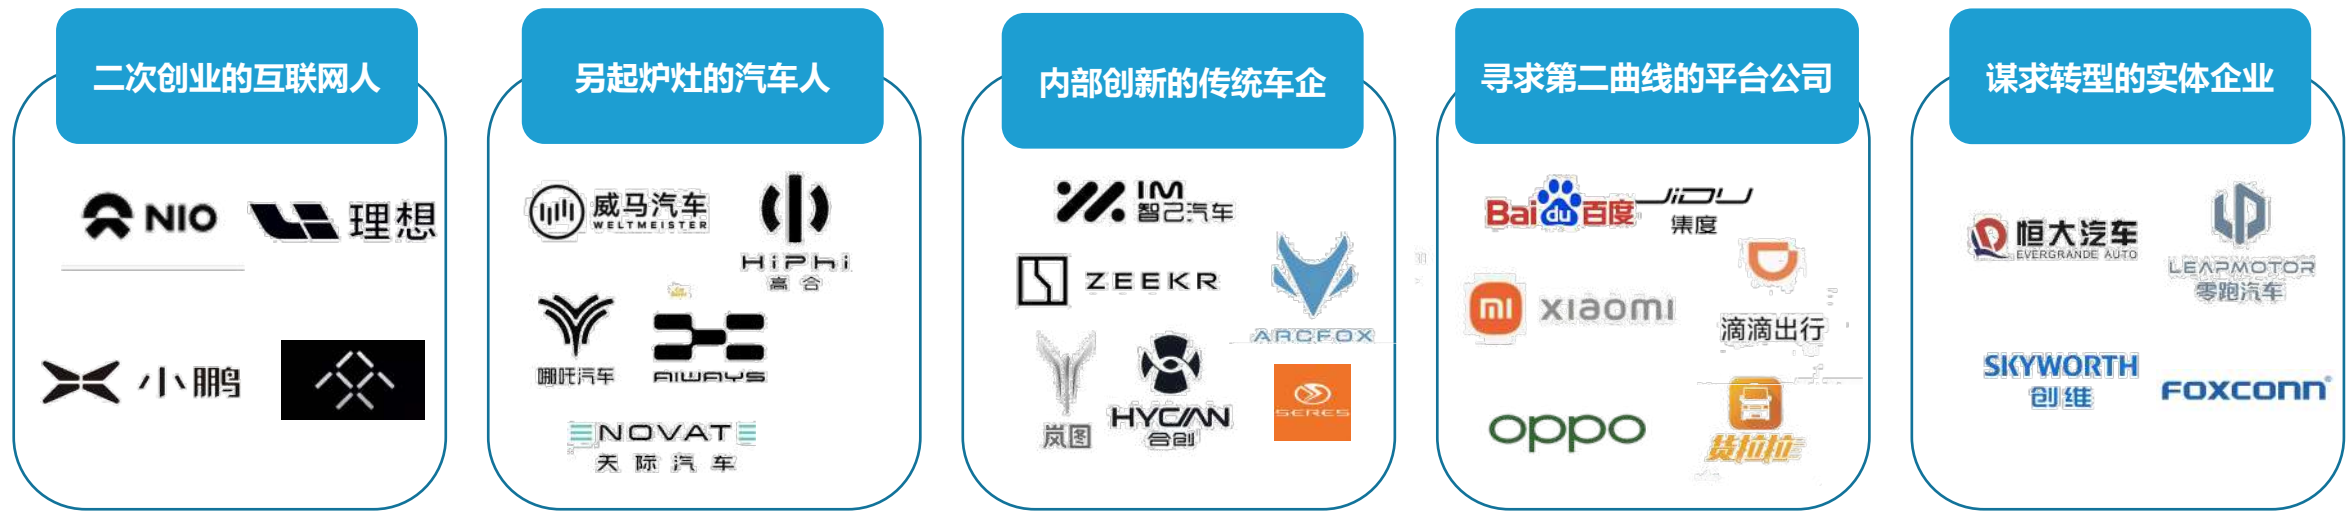 二次创业的互联网人
NIO
理想
小鹏
另起炉灶的汽车人
威马汽车
WELTMEISTER
HiPhi
高合
哪吒汽车
AIWAYS
ENOVATE
天际汽车
内部创新的传统车企
IM
智己汽车
ZEEKR
ARCFOX
岚图
HYCAN
合创
SERES
寻求第二曲线的平台公司
Bai du 百度
JIDU
集度
mi xiaomi
滴滴出行
oppo
货拉拉
谋求转型的实体企业
恒大汽车
EVERGRANDE AUTO
LEAPMOTOR
零跑汽车
SKYWORTH
创维
FOXCONN®